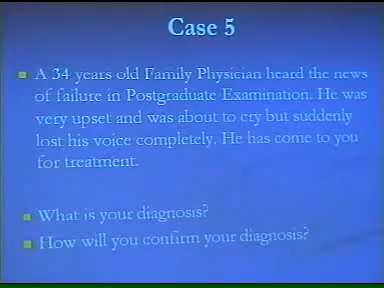 Case 5
A 34 years old Family Physician heard the news
of failure in Postgraduate Examination. He was
very upset and was about to cry but suddenly
lost his voice completely. He has come to you
for treatment.
What is your diagnosis?
How will you confirm your diagnosis?